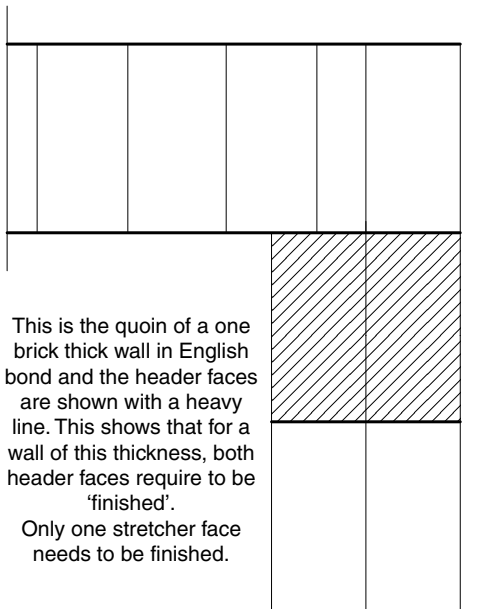 This is the quoin of a one
brick thick wall in English
bond and the header faces
are shown with a heavy
line. This shows that for a
wall of this thickness, both
header faces require to be
‘finished’.
Only one stretcher face
needs to be finished.